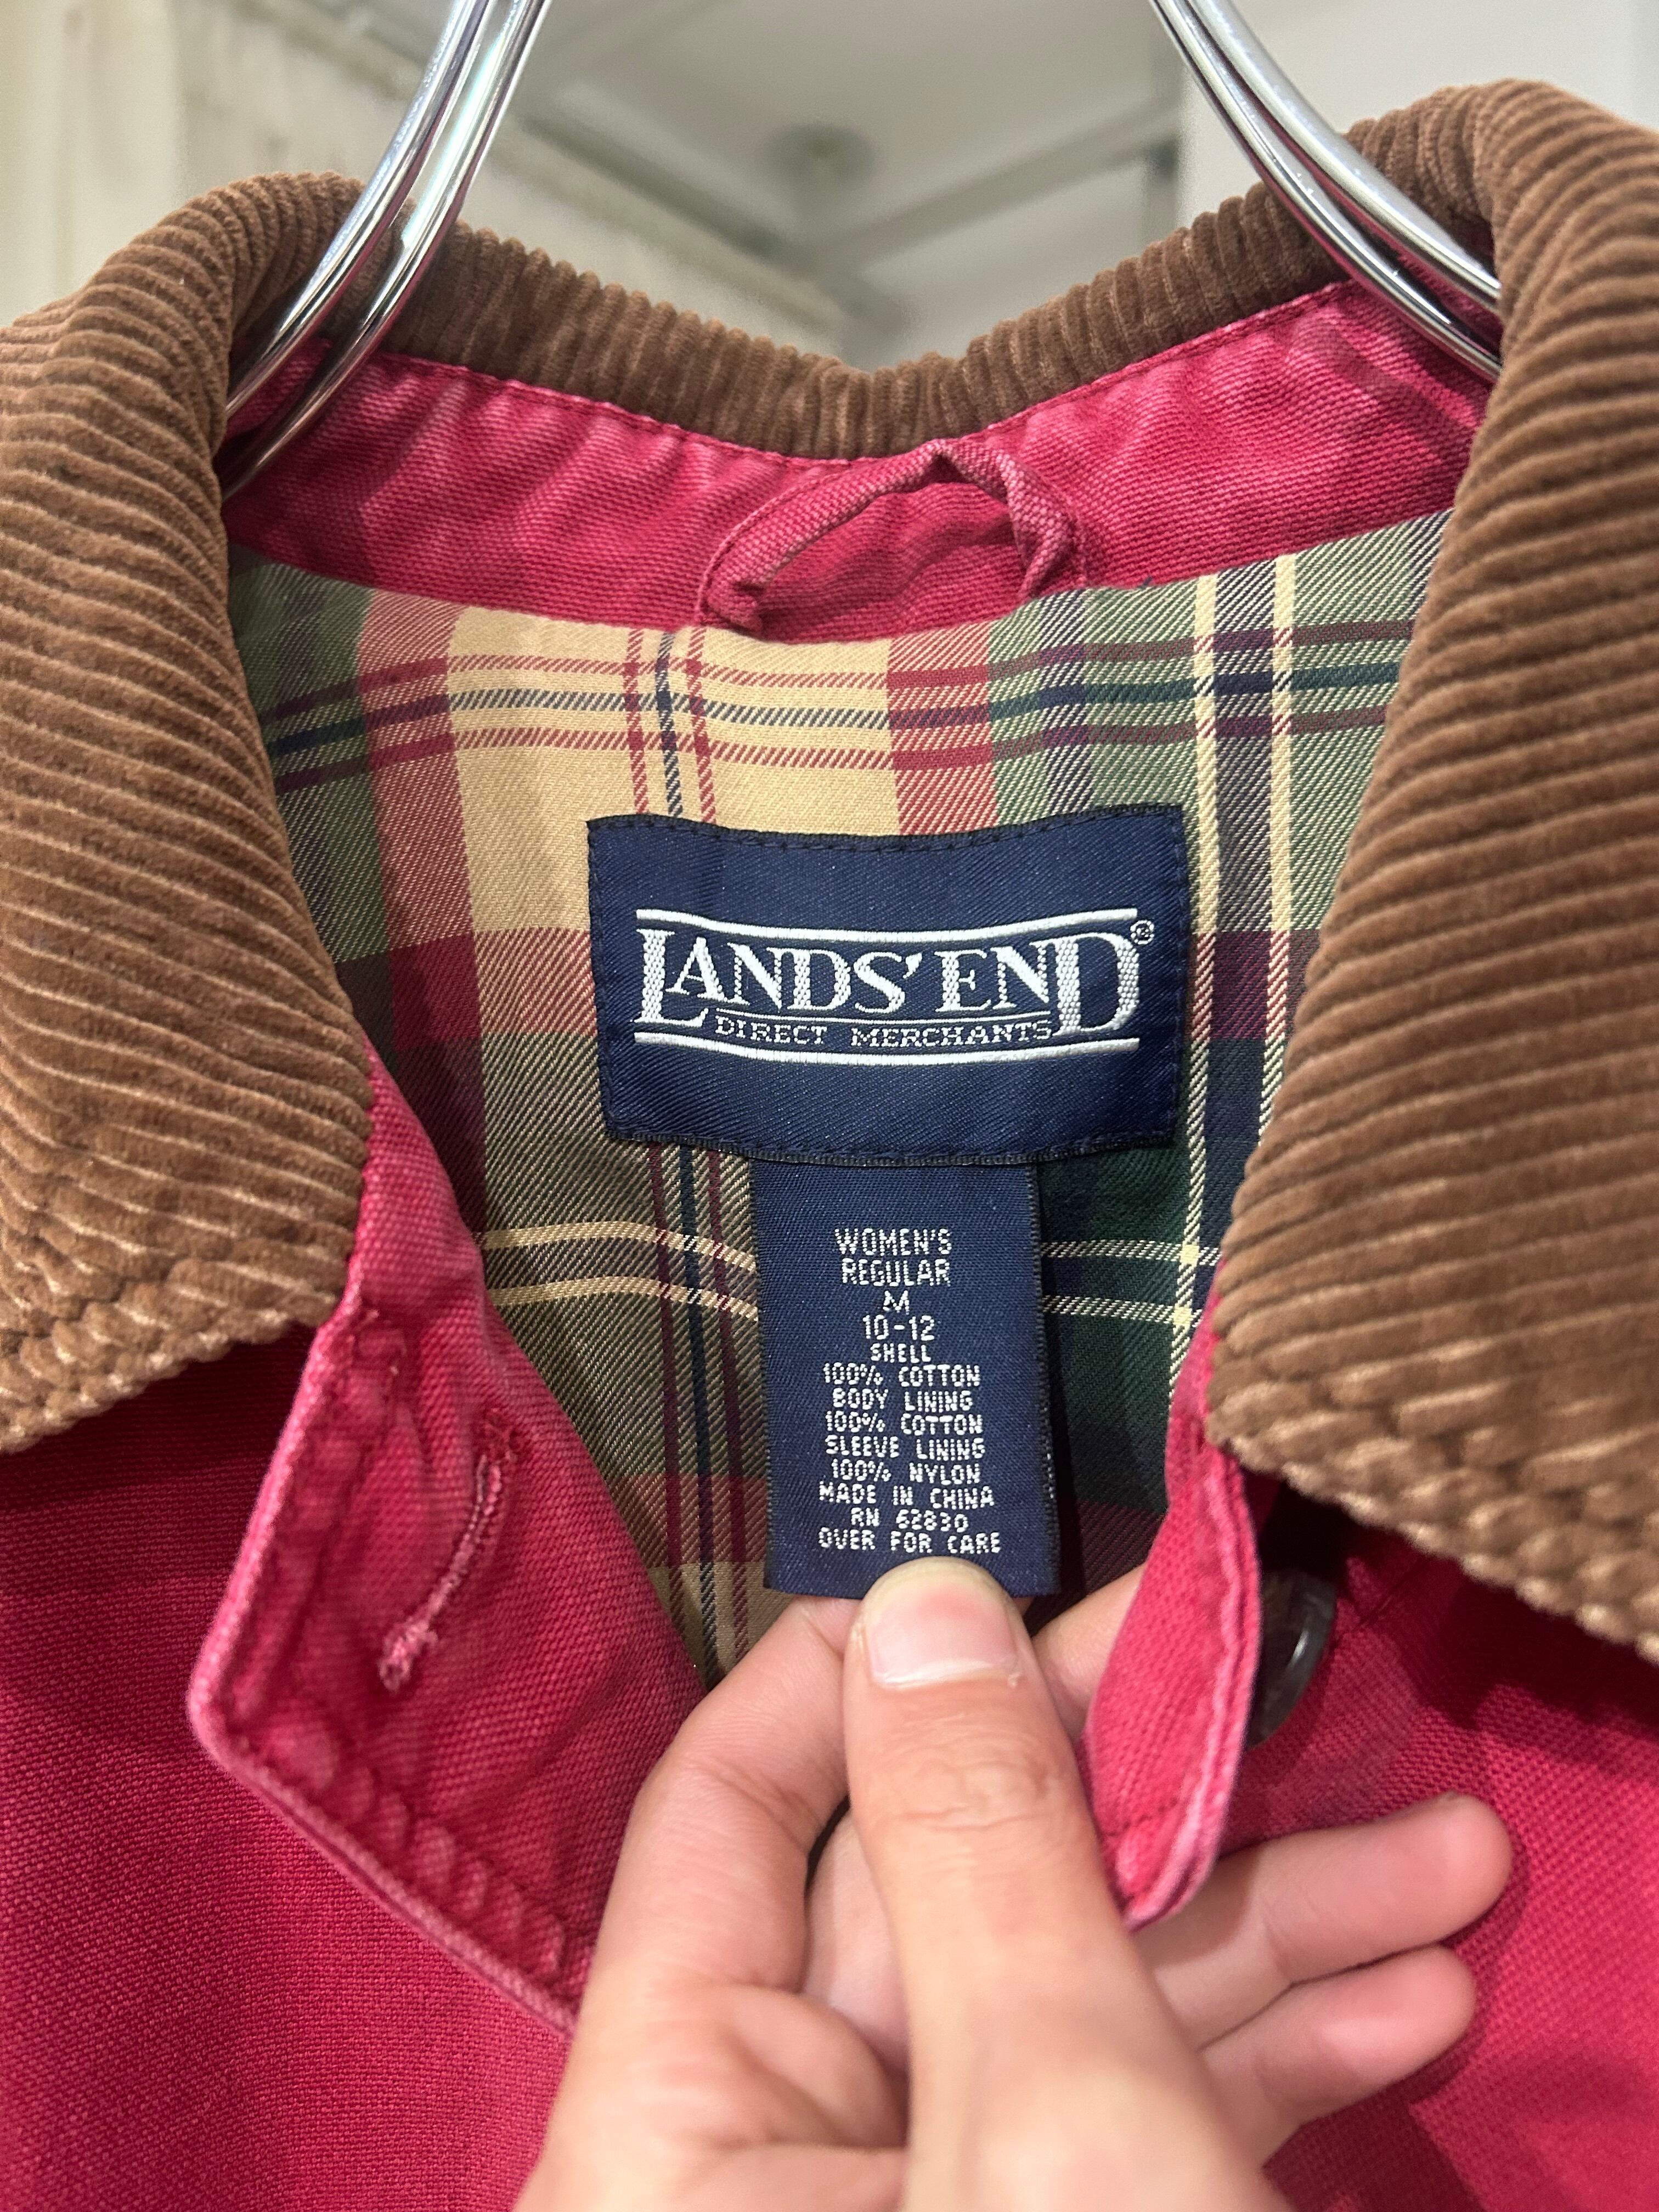 LANDS' END®
DIRECT MERCHANTS
WOMEN'S
REGULAR
M
10-12
SHELL
100% COTTON
BODY LINING
100% COTTON
SLEEVE LINING
100% NYLON
MADE IN CHINA
RN 62830
OVER FOR CARE